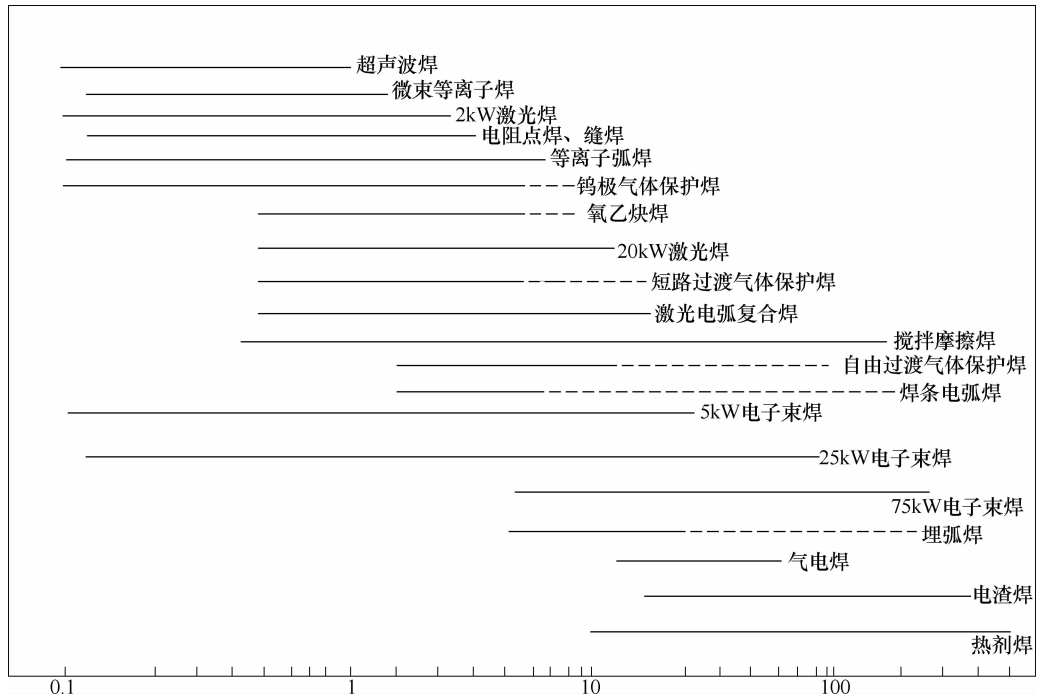 超声波焊
微束等离子焊
2kW激光焊
电阻点焊、缝焊
等离子弧焊
钨极气体保护焊
氧乙炔焊
20kW激光焊
短路过渡气体保护焊
激光电弧复合焊
搅拌摩擦焊
自由过渡气体保护焊
焊条电弧焊
5kW电子束焊
25kW电子束焊
75kW电子束焊
埋弧焊
气电焊
电渣焊
热剂焊
0.1 1 10 100